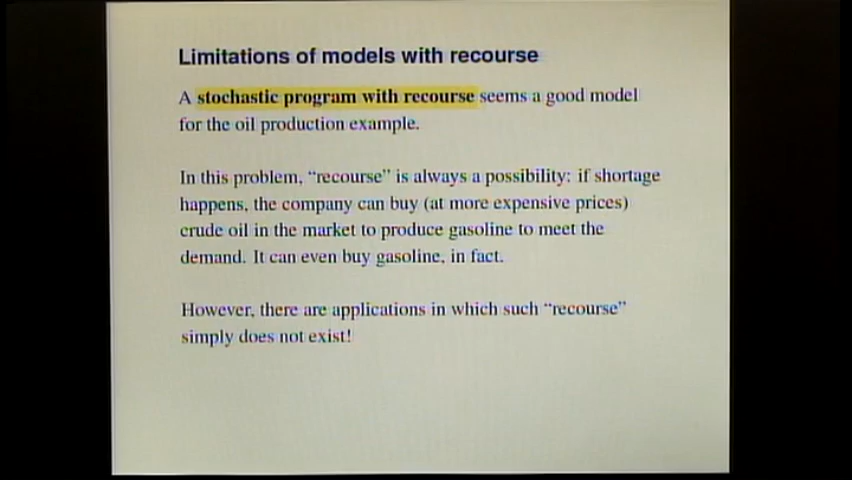 Limitations of models with recourse
A stochastic program with recourse seems a good model
for the oil production example.
In this problem, “recourse” is always a possibility: if shortage
happens, the company can buy (at more expensive prices)
crude oil in the market to produce gasoline to meet the
demand. It can even buy gasoline, in fact.
However, there are applications in which such “recourse”
simply does not exist!